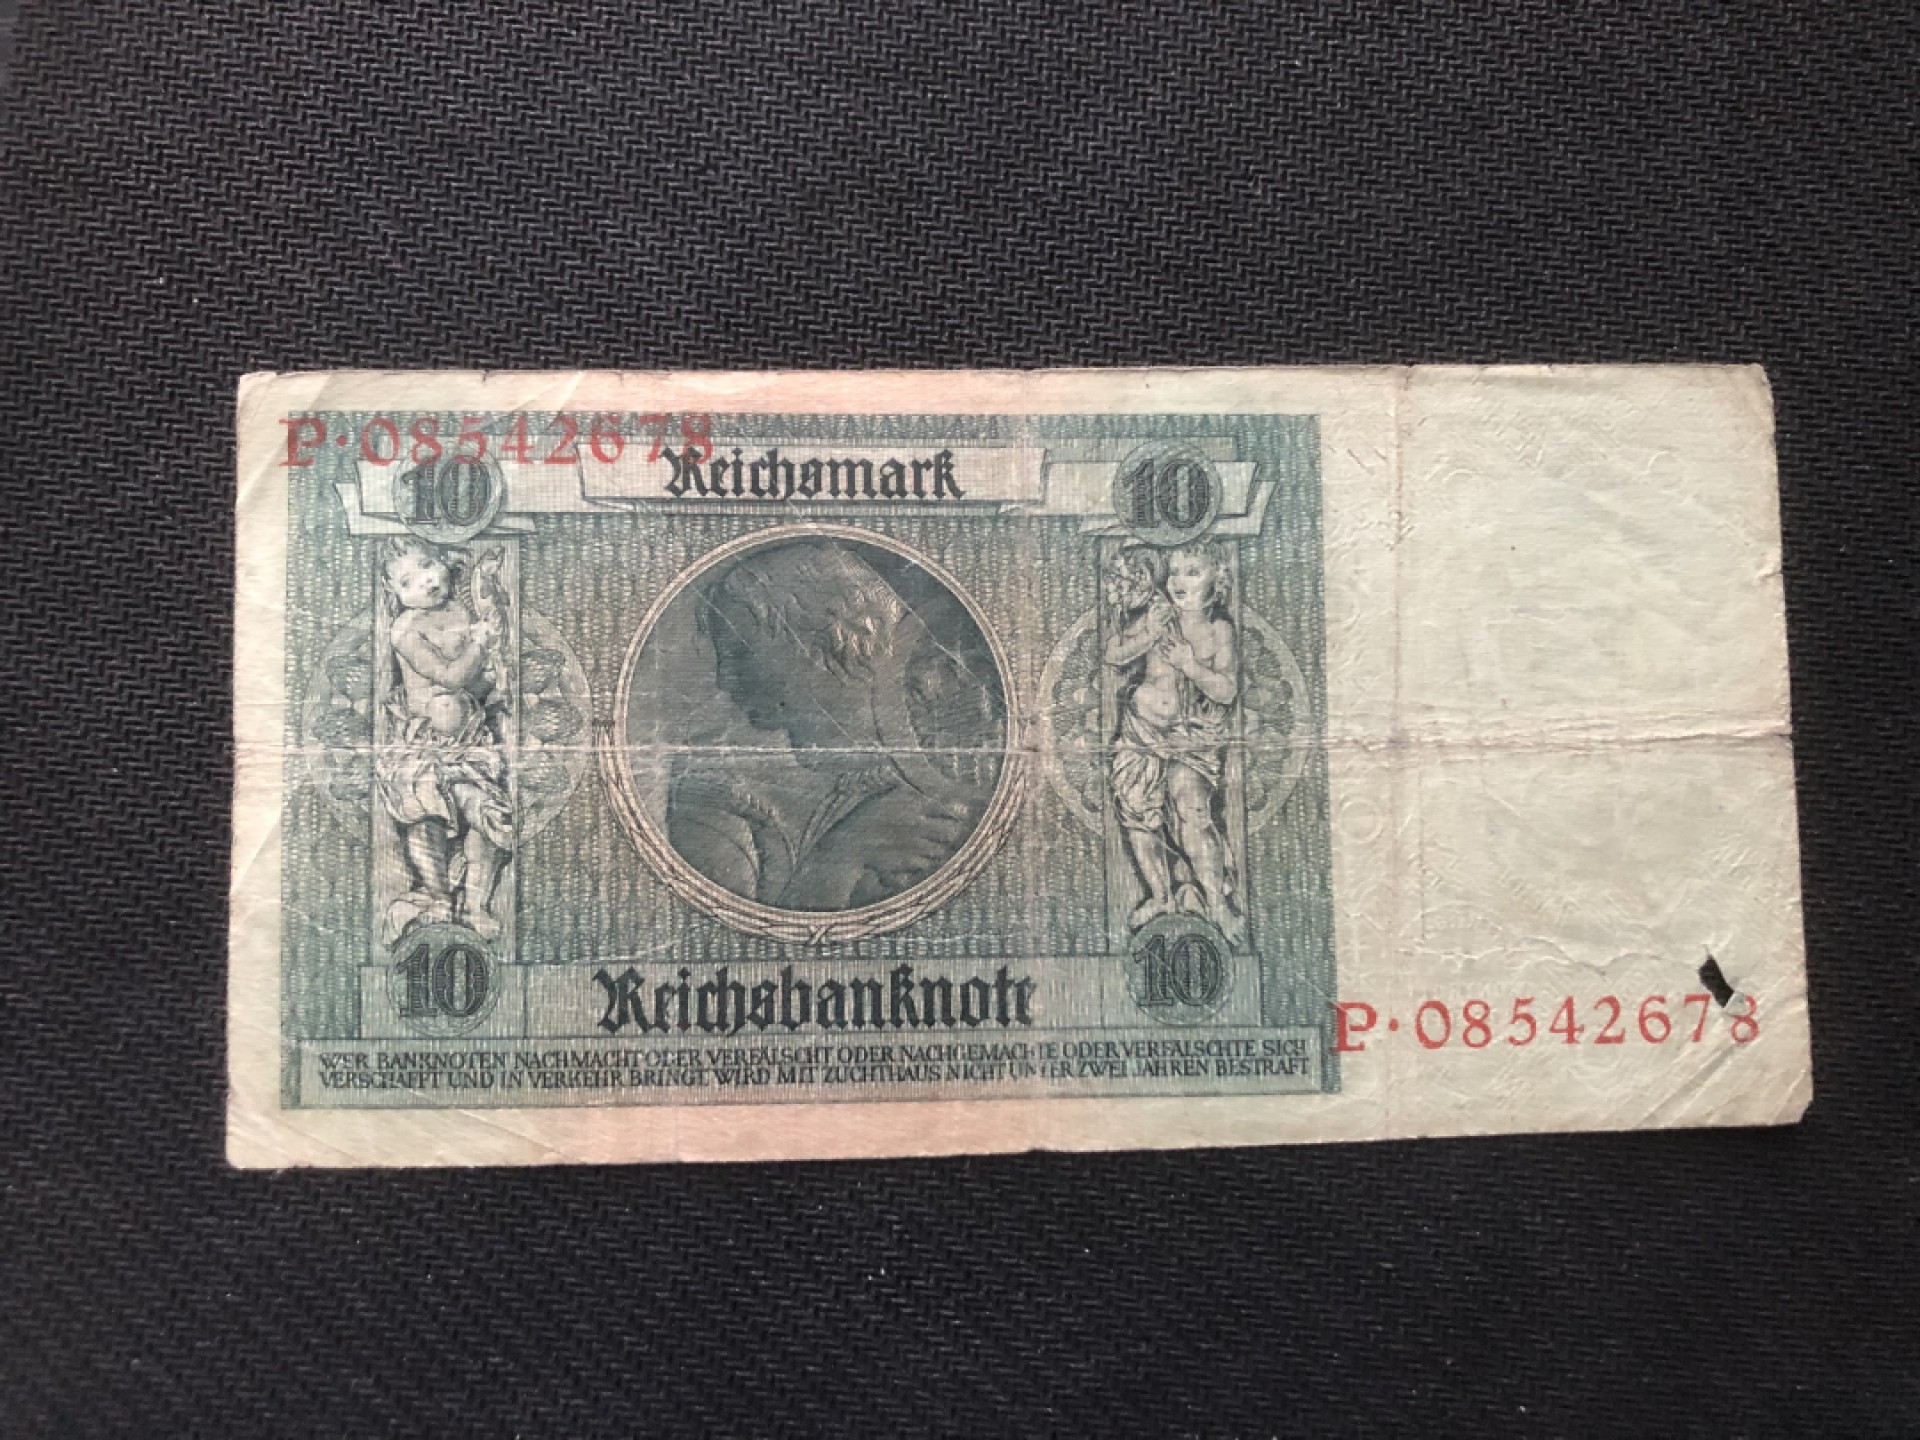 P·08542678
10 Reichsmark 10
10 Reichsbanknote 10
P·08542678
WER BANKNOTEN NACHMACHT ODER VERFÄLSCHT ODER NACHGEMACHTE ODER VERFÄLSCHTE SICH
VERSCHAFFT UND IN VERKEHR BRINGT, WIRD MIT ZUCHTHAUS NICHT UNTER ZWEI JAHREN BESTRAFT